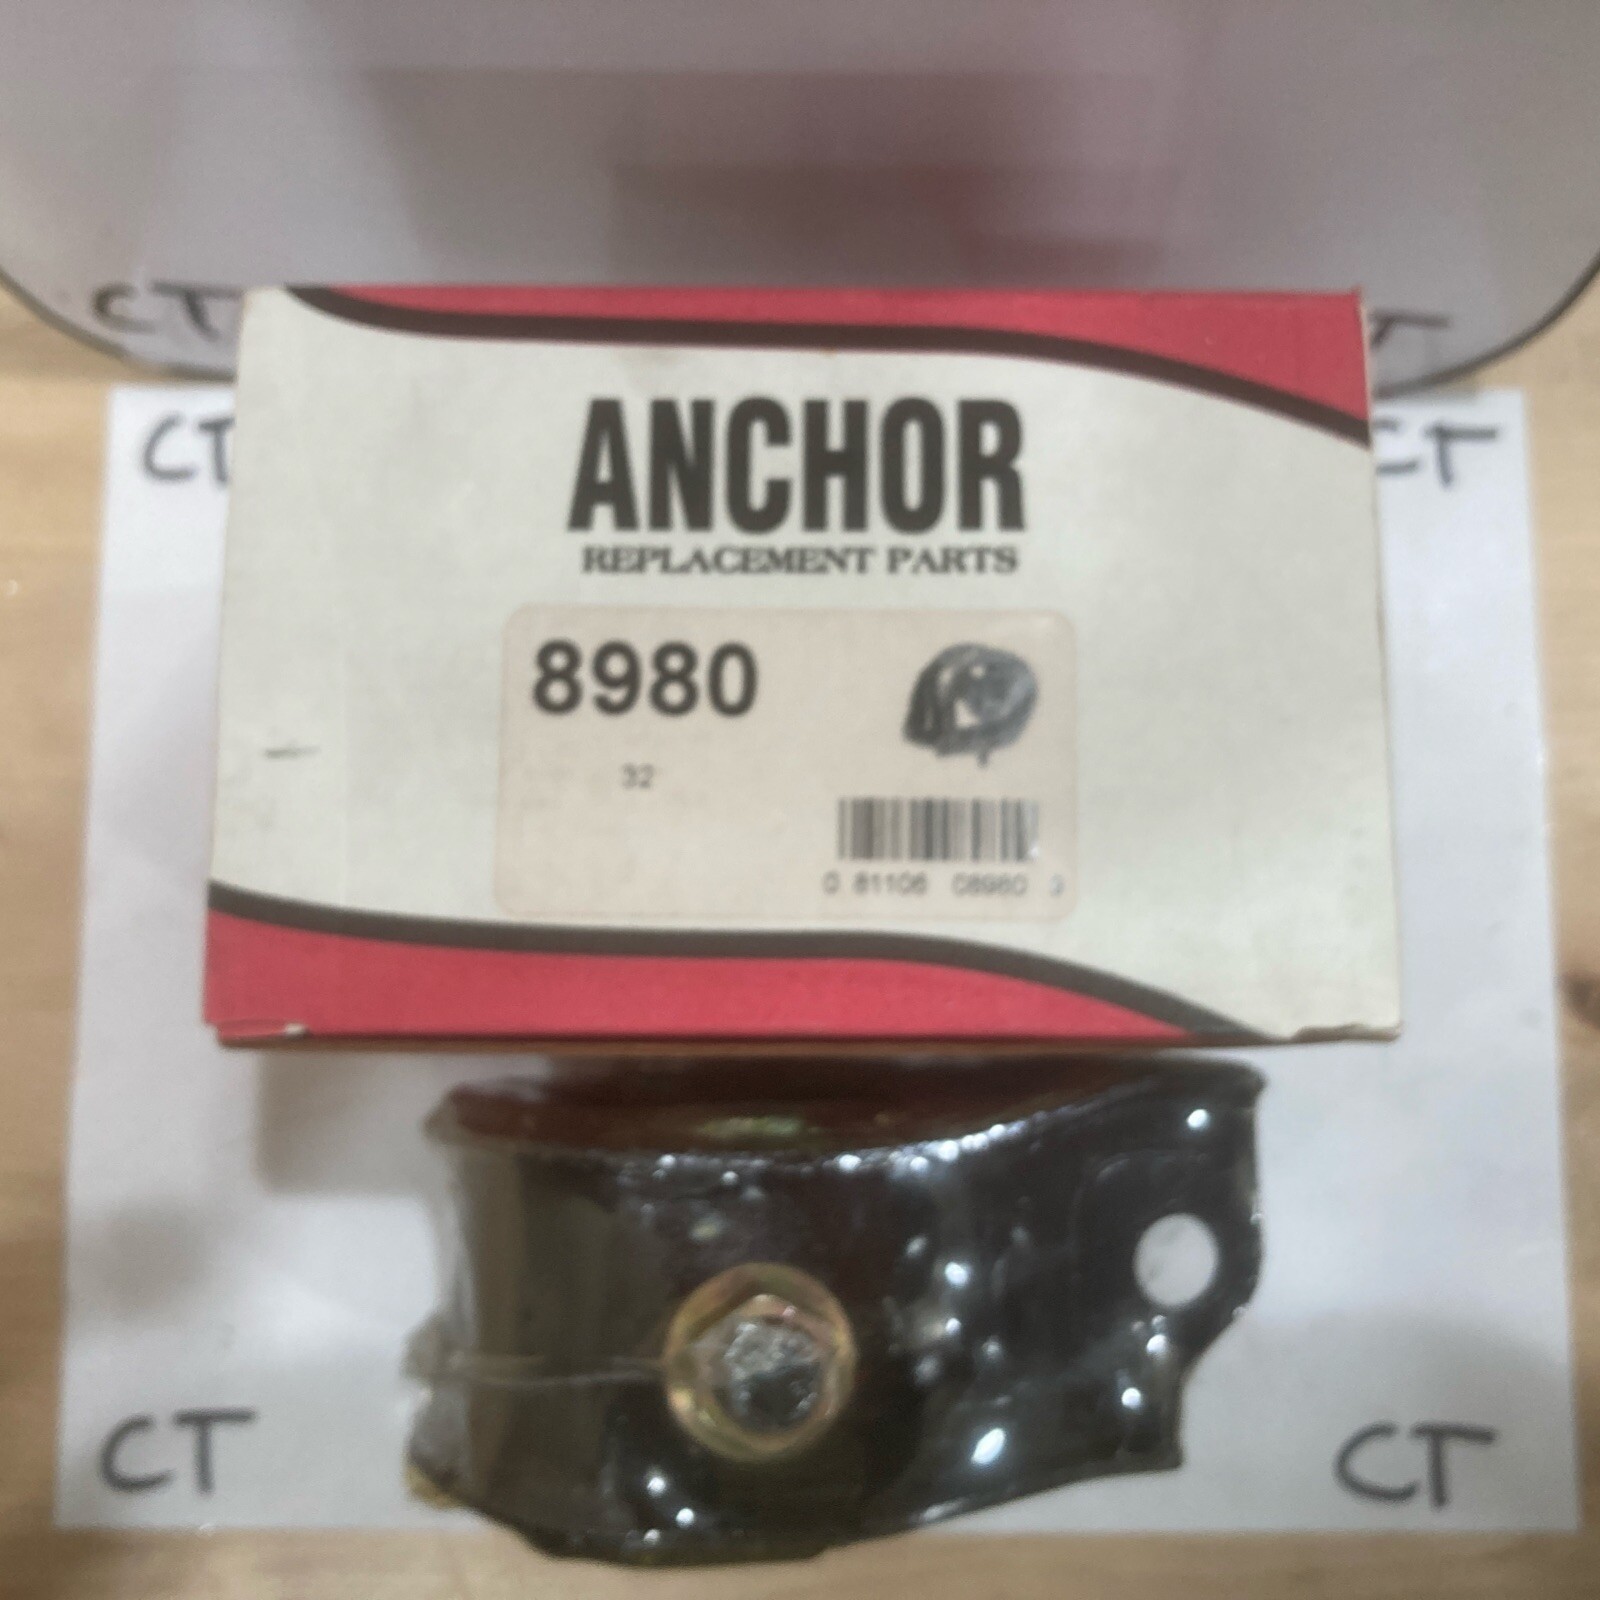 CT
T
CT
CT
ANCHOR
REPLACEMENT PARTS
8980
32
0 81106 08980
CT
CT